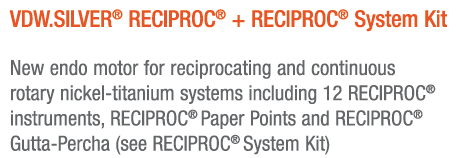 VDW.SILVER® RECIPROC® + RECIPROC® System Kit
New endo motor for reciprocating and continuous
rotary nickel-titanium systems including 12 RECIPROC®
instruments, RECIPROC® Paper Points and RECIPROC®
Gutta-Percha (see RECIPROC® System Kit)